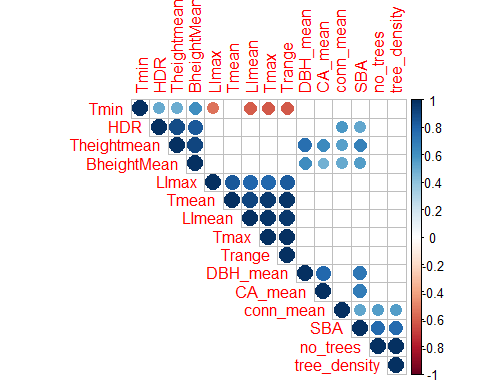 Tmin
HDR
Theightmean
BheightMean
LImax
Tmean
LImean
Tmax
Trange
DBH_mean
CA_mean
conn_mean
SBA
no_trees
tree_density
Tmin
HDR
Theightmean
BheightMean
LImax
Tmean
LImean
Tmax
Trange
DBH_mean
CA_mean
conn_mean
SBA
no_trees
tree_density
1
0.8
0.6
0.4
0.2
0
-0.2
-0.4
-0.6
-0.8
-1